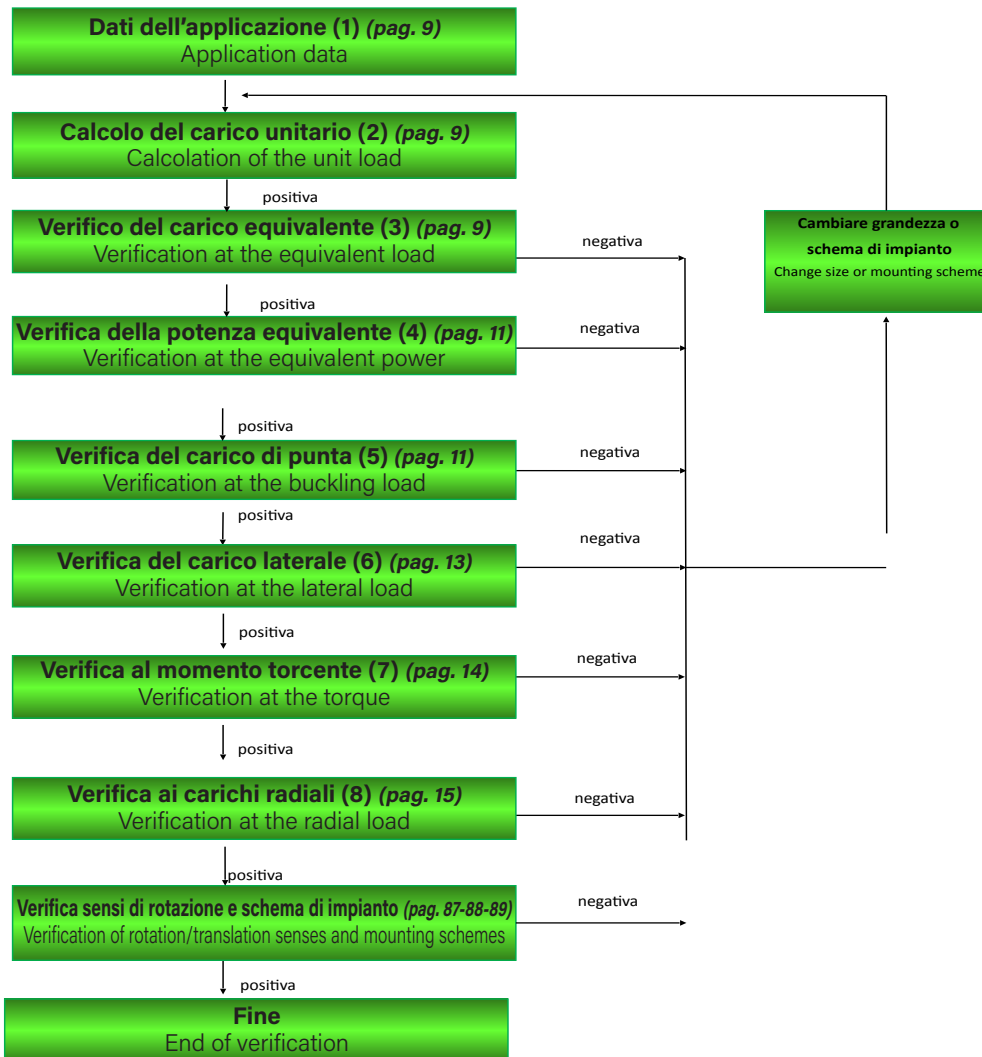 Dati dell'applicazione (1) (pag. 9)
Application data
Calcolo del carico unitario (2) (pag. 9)
Calcolation of the unit load
positiva
Verifico del carico equivalente (3) (pag. 9)
Verification at the equivalent load
negativa
Cambiare grandezza o
schema di impianto
Change size or mounting scheme
positiva
Verifica della potenza equivalente (4) (pag. 11)
Verification at the equivalent power
negativa
positiva
Verifica del carico di punta (5) (pag. 11)
Verification at the buckling load
negativa
positiva
Verifica del carico laterale (6) (pag. 13)
Verification at the lateral load
negativa
positiva
Verifica al momento torcente (7) (pag. 14)
Verification at the torque
negativa
positiva
Verifica ai carichi radiali (8) (pag. 15)
Verification at the radial load
negativa
positiva
Verifica sensi di rotazione e schema di impianto (pag. 87-88-89)
Verification of rotation/translation senses and mounting schemes
negativa
positiva
Fine
End of verification